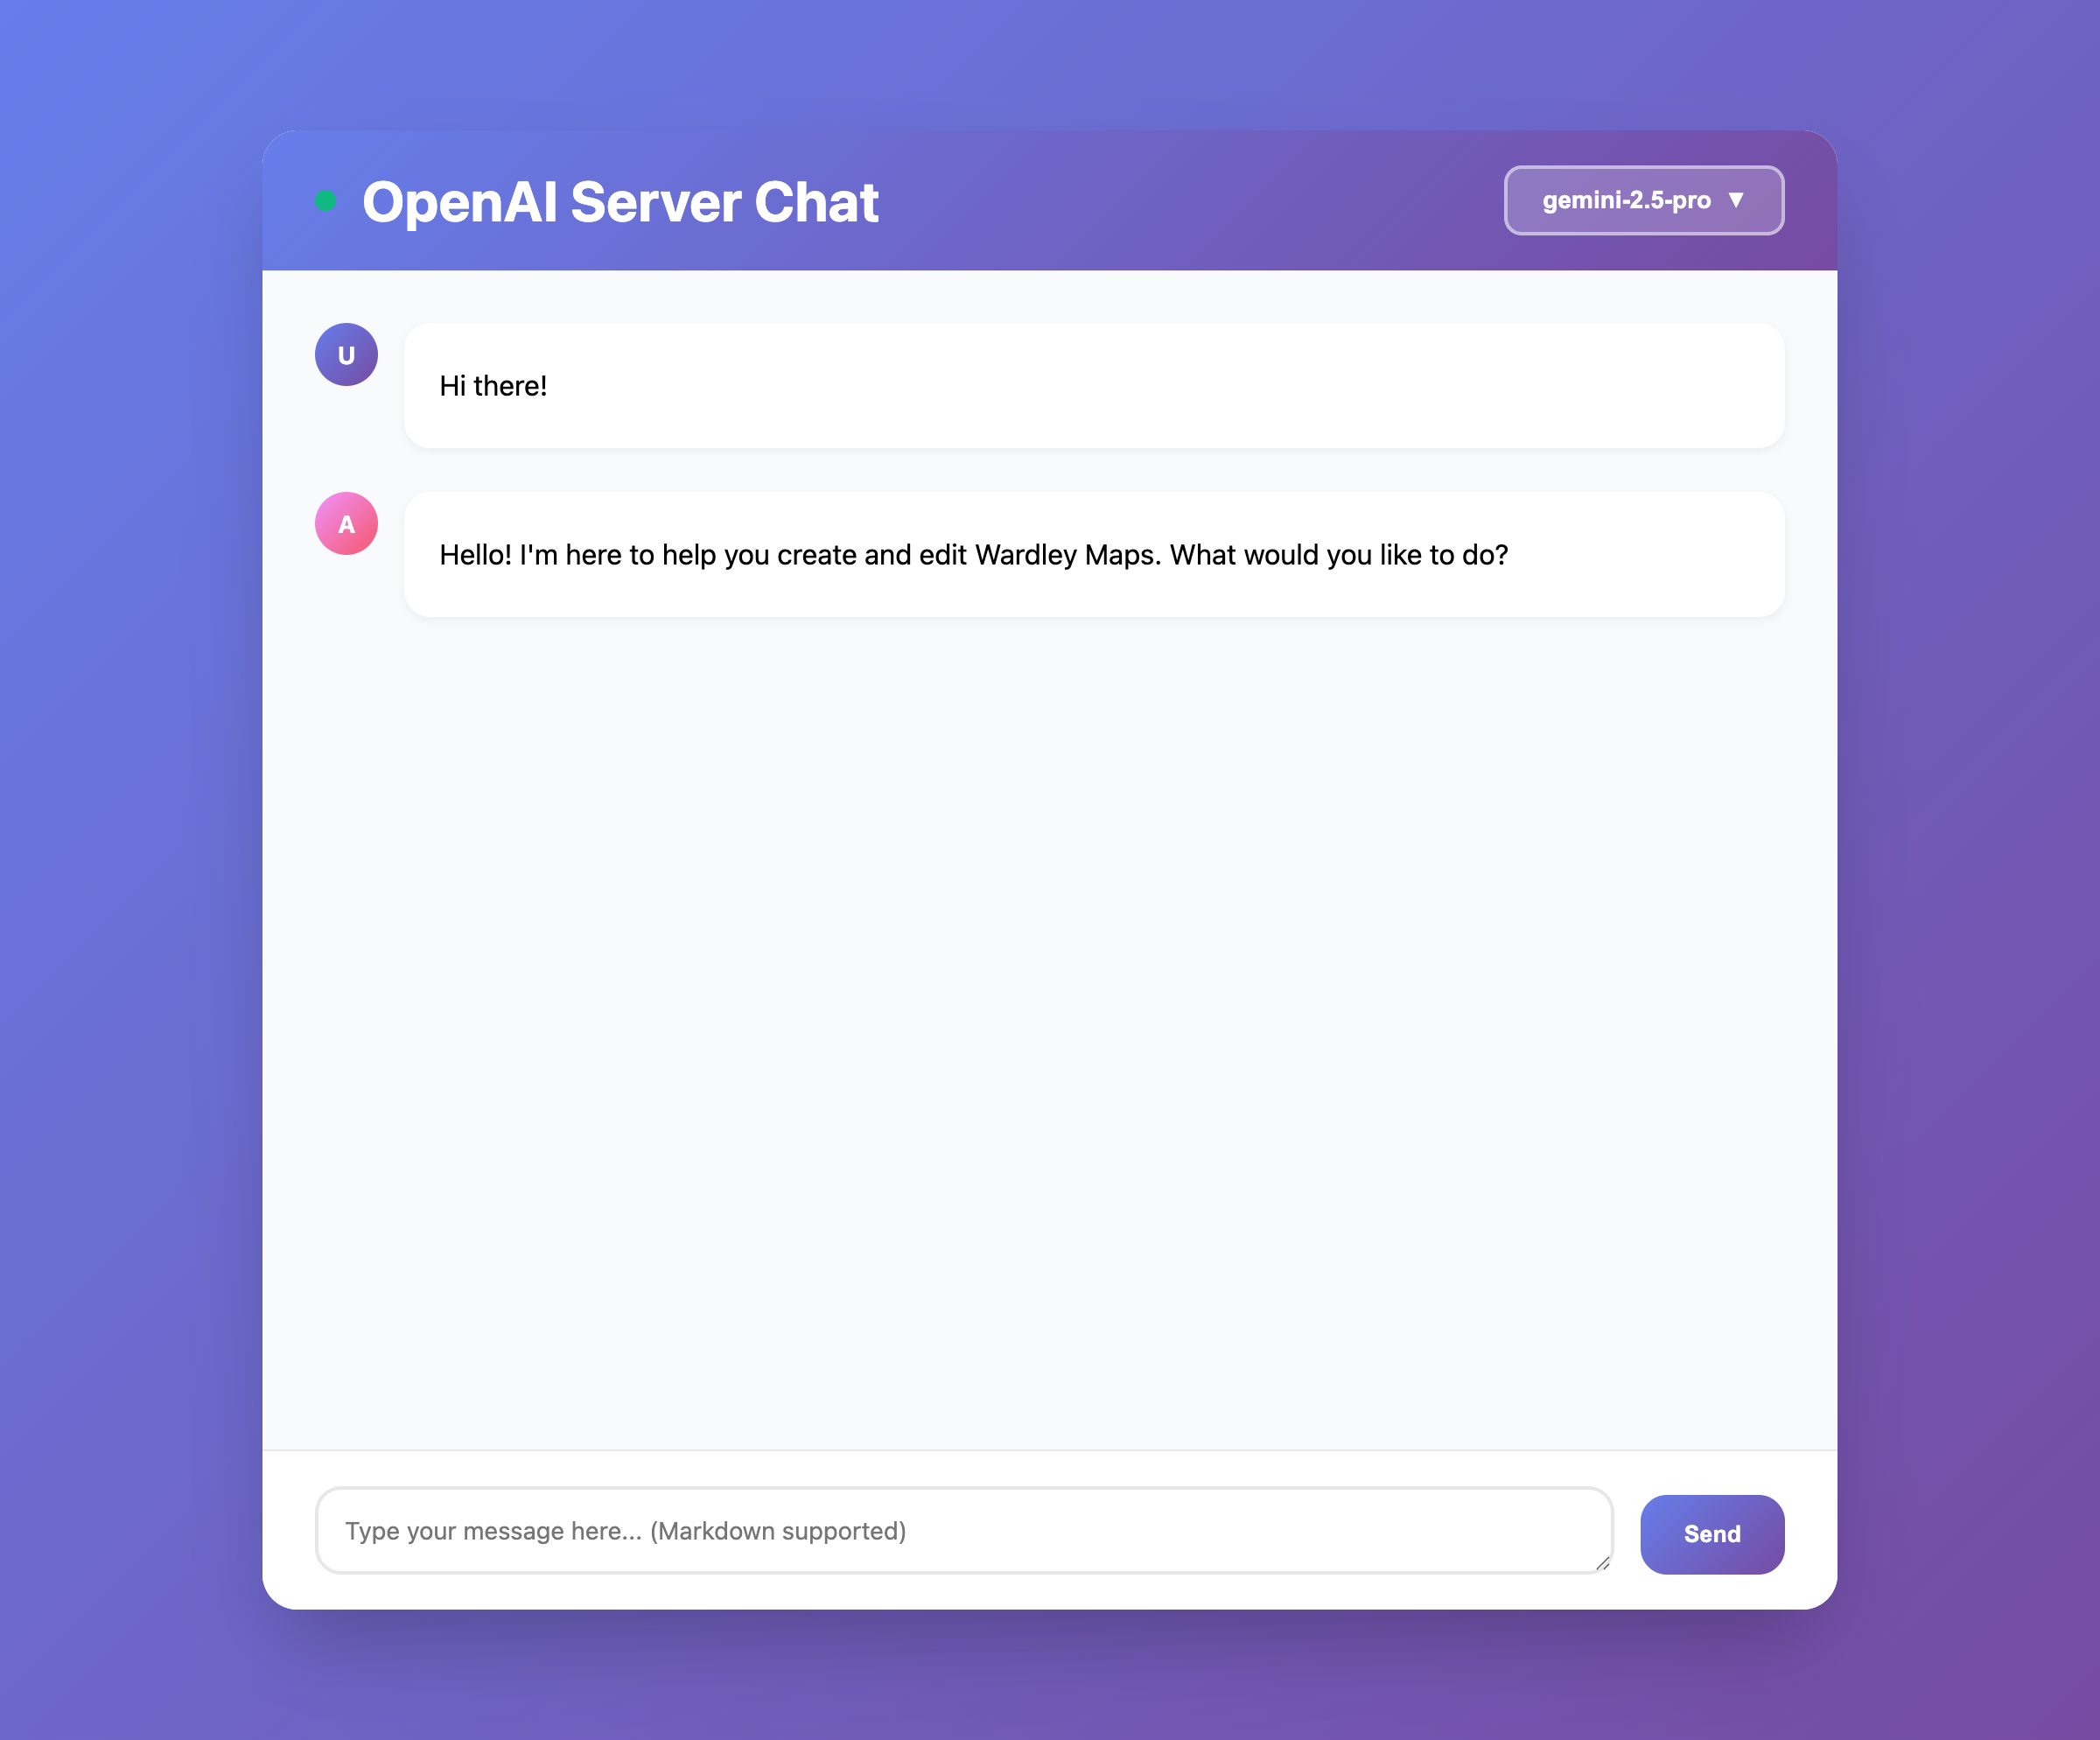 OpenAI Server Chat
gemini-2.5-pro ▼
U
Hi there!
A
Hello! I'm here to help you create and edit Wardley Maps. What would you like to do?
Type your message here... (Markdown supported)
Send